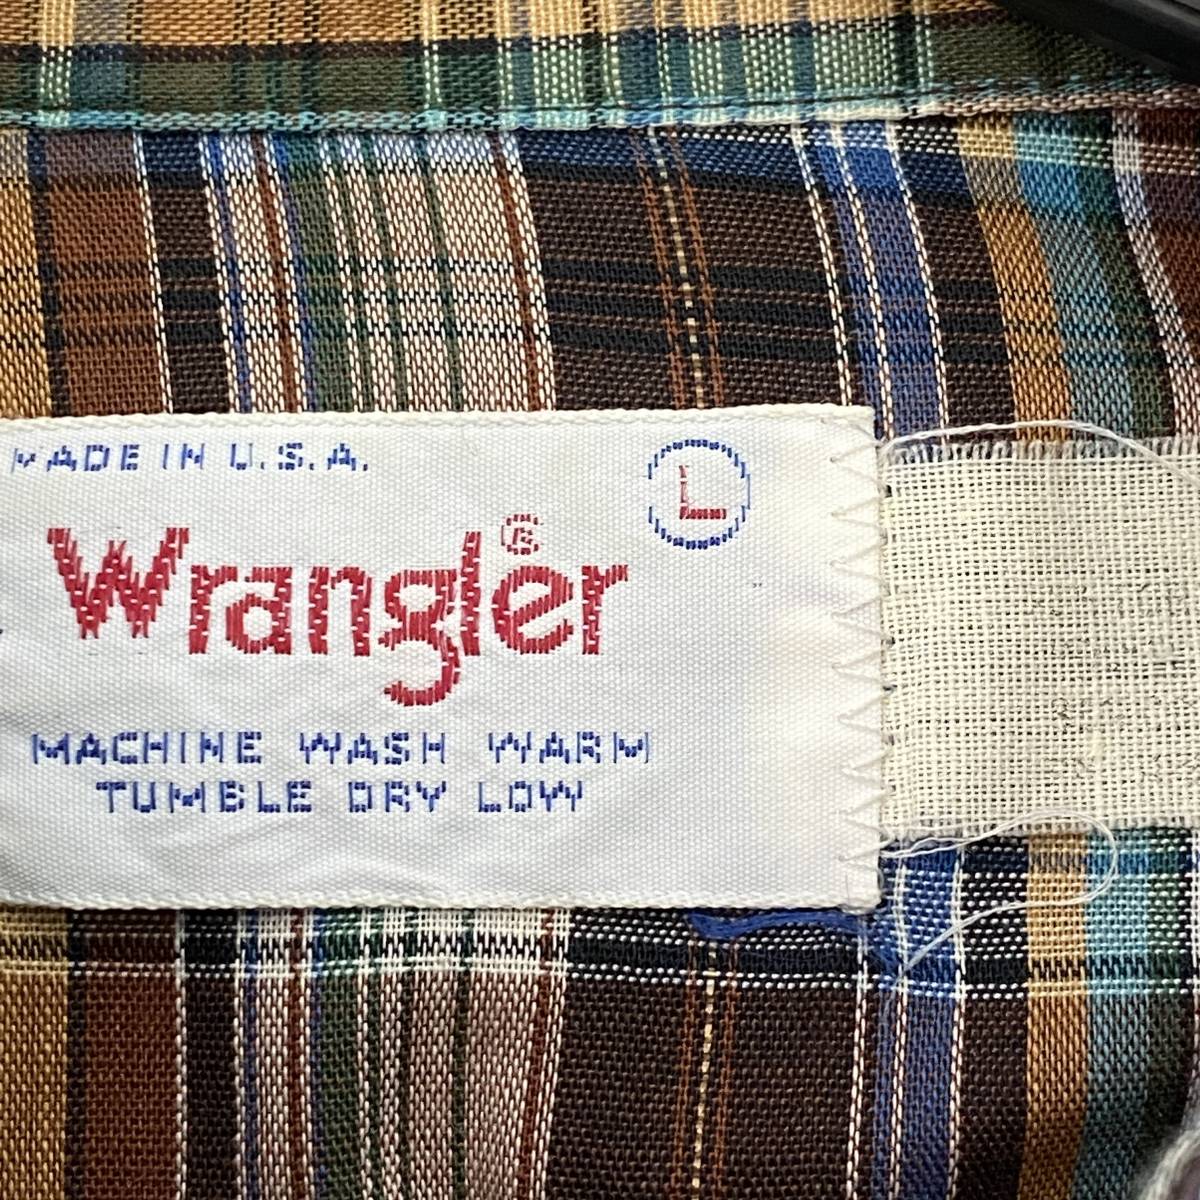 MADE IN U.S.A.
L
Wrangler®
MACHINE WASH WARM
TUMBLE DRY LOW